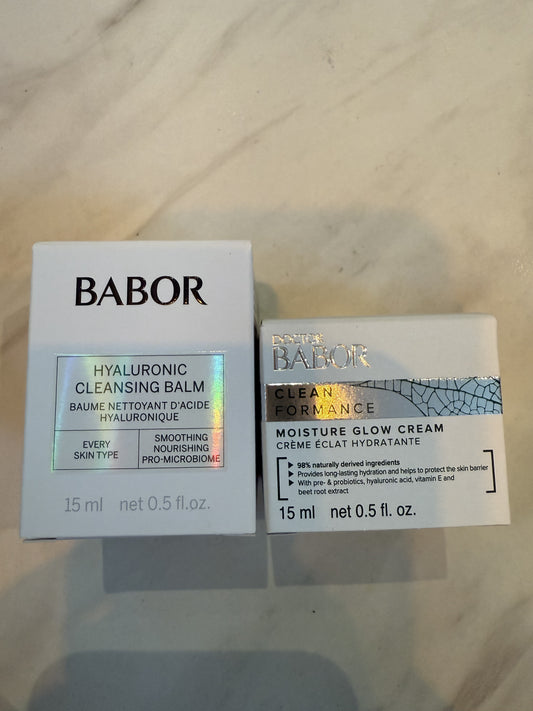 BABOR
HYALURONIC
CLEANSING BALM
BAUME NETTOYANT D'ACIDE
HYALURONIQUE
EVERY
SKIN TYPE
SMOOTHING
NOURISHING
PRO-MICROBIOME
15 ml net 0.5 fl.oz.
DOCTOR
BABOR
CLEAN
FORMANCE
MOISTURE GLOW CREAM
CRÈME ÉCLAT HYDRATANTE
98% naturally derived ingredients
Provides long-lasting hydration and helps to protect the skin barrier
With pre- & probiotics, hyaluronic acid, vitamin E and
beet root extract
15 ml net 0.5 fl. oz.